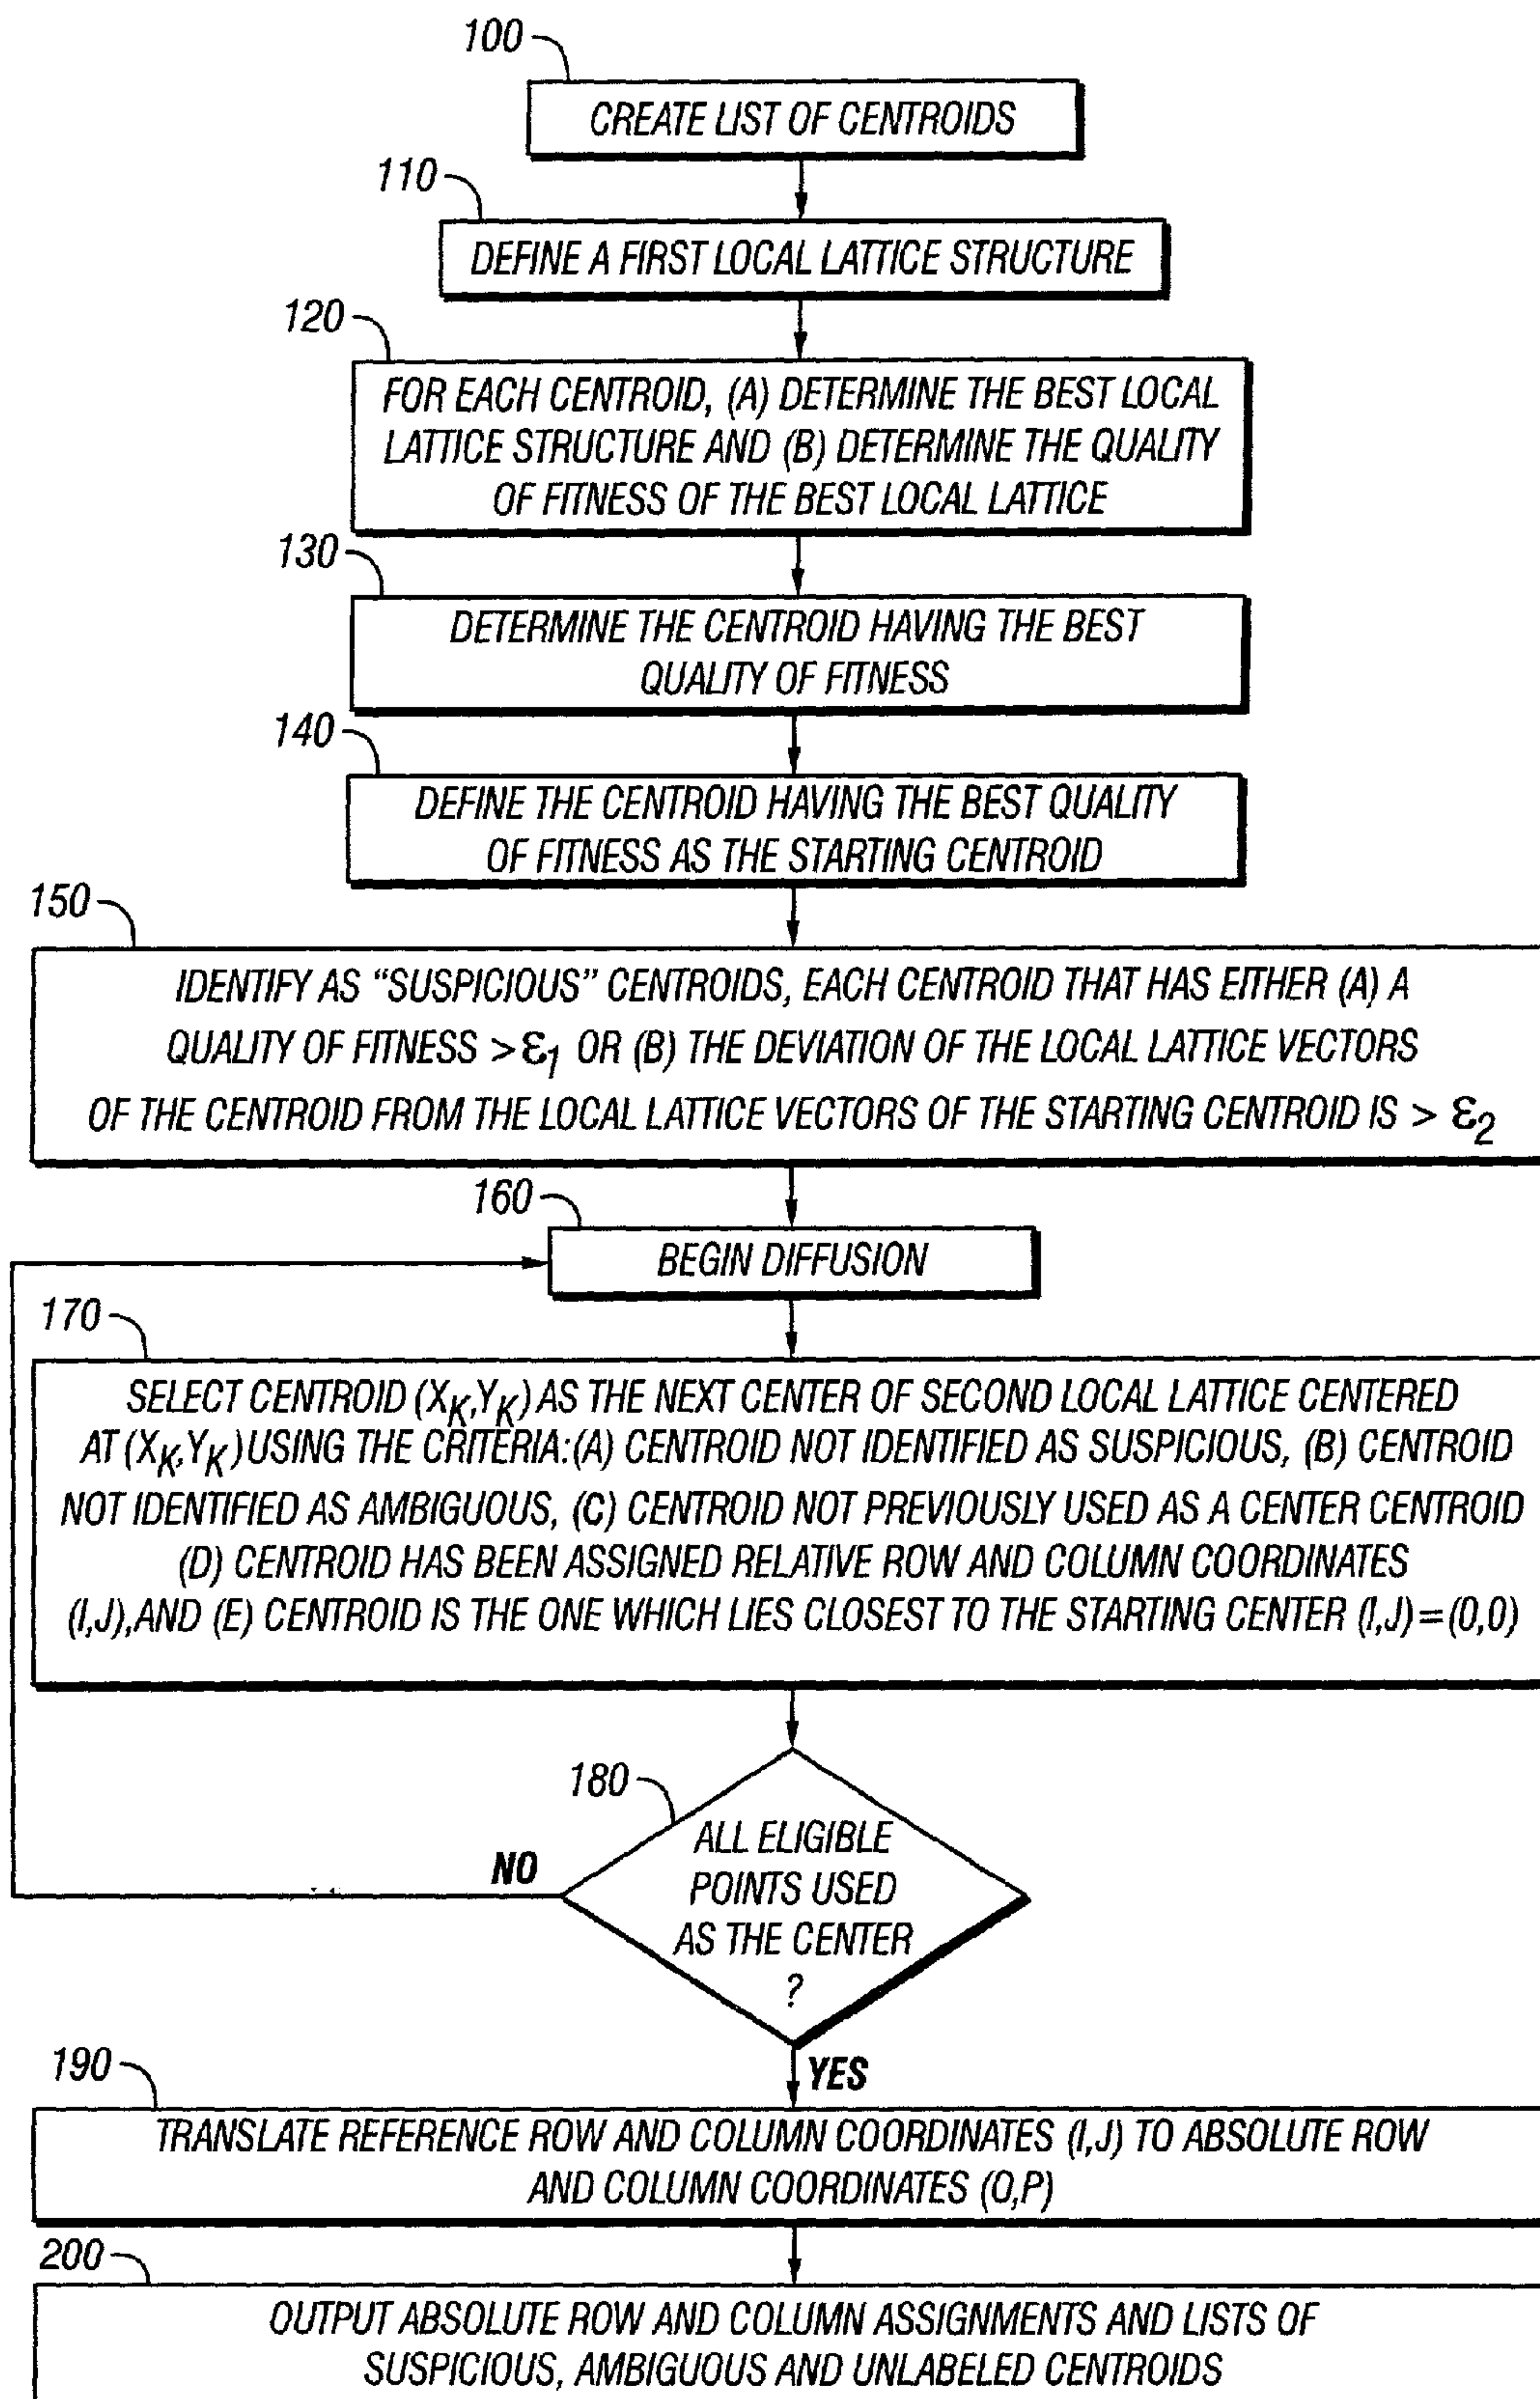 100
CREATE LIST OF CENTROIDS
110
DEFINE A FIRST LOCAL LATTICE STRUCTURE
120
FOR EACH CENTROID, (A) DETERMINE THE BEST LOCAL
LATTICE STRUCTURE AND (B) DETERMINE THE QUALITY
OF FITNESS OF THE BEST LOCAL LATTICE
130
DETERMINE THE CENTROID HAVING THE BEST
QUALITY OF FITNESS
140
DEFINE THE CENTROID HAVING THE BEST QUALITY
OF FITNESS AS THE STARTING CENTROID
150
IDENTIFY AS “SUSPICIOUS” CENTROIDS, EACH CENTROID THAT HAS EITHER (A) A
QUALITY OF FITNESS >ε1 OR (B) THE DEVIATION OF THE LOCAL LATTICE VECTORS
OF THE CENTROID FROM THE LOCAL LATTICE VECTORS OF THE STARTING CENTROID IS > ε2
160
BEGIN DIFFUSION
170
SELECT CENTROID (XK,YK) AS THE NEXT CENTER OF SECOND LOCAL LATTICE CENTERED
AT (XK,YK) USING THE CRITERIA: (A) CENTROID NOT IDENTIFIED AS SUSPICIOUS, (B) CENTROID
NOT IDENTIFIED AS AMBIGUOUS, (C) CENTROID NOT PREVIOUSLY USED AS A CENTER CENTROID
(D) CENTROID HAS BEEN ASSIGNED RELATIVE ROW AND COLUMN COORDINATES
(I,J),AND (E) CENTROID IS THE ONE WHICH LIES CLOSEST TO THE STARTING CENTER (I,J)=(0,0)
180
ALL ELIGIBLE
POINTS USED
AS THE CENTER
?
NO
YES
190
TRANSLATE REFERENCE ROW AND COLUMN COORDINATES (I,J) TO ABSOLUTE ROW
AND COLUMN COORDINATES (O,P)
200
OUTPUT ABSOLUTE ROW AND COLUMN ASSIGNMENTS AND LISTS OF
SUSPICIOUS, AMBIGUOUS AND UNLABELED CENTROIDS